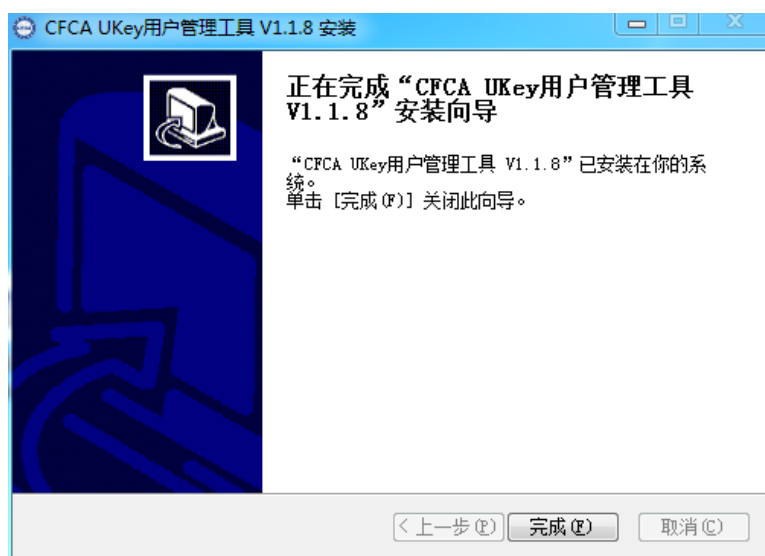 CFCA UKey用户管理工具 V1.1.8 安装
正在完成“CFCA UKey用户管理工具
V1.1.8”安装向导
“CFCA UKey用户管理工具 V1.1.8”已安装在你的系
统。
单击 [完成(F)] 关闭此向导。
< 上一步(P) 完成(F) 取消(C)